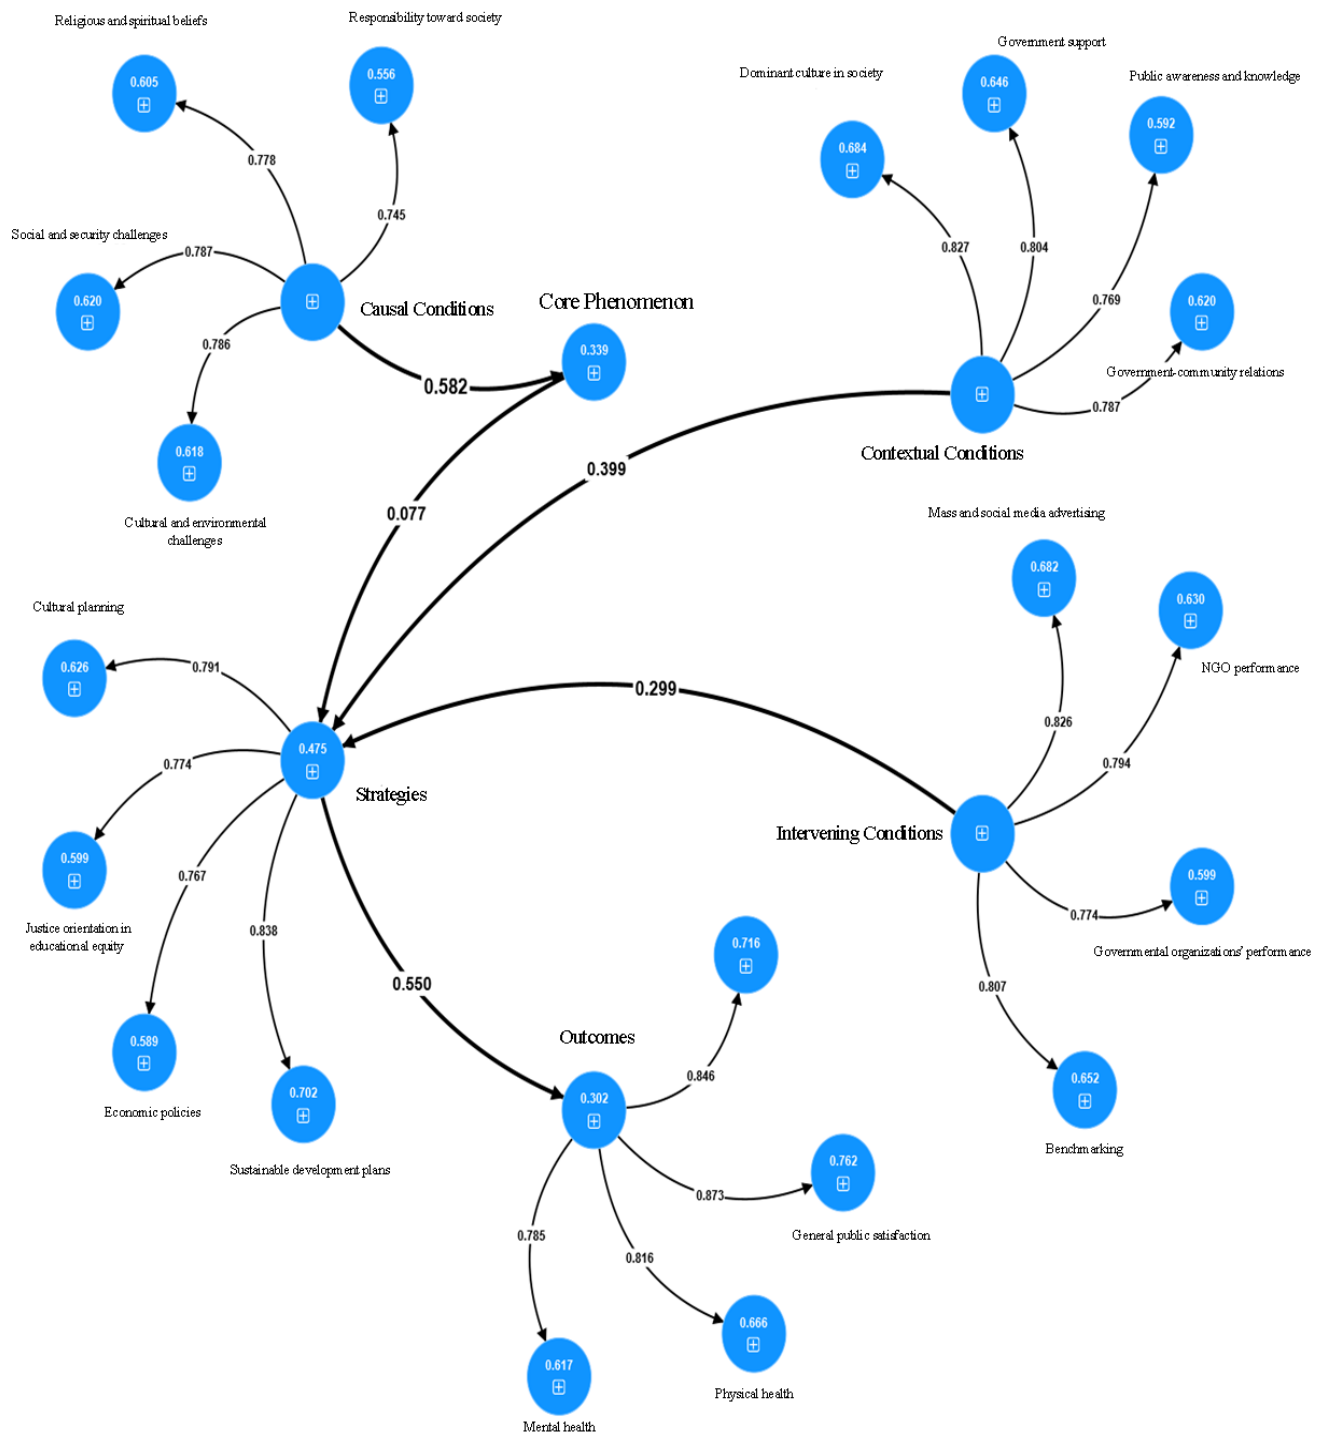 Religious and spiritual beliefs
Responsibility toward society
0.605
0.556
0.778
0.745
Social and security challenges
0.787
0.620
0.786
Causal Conditions
0.618
Cultural and environmental
challenges
0.582
Core Phenomenon
0.339
Government support
Dominant culture in society
Public awareness and knowledge
0.646
0.592
0.684
0.827
0.804
0.769
0.620
Government-community relations
0.787
Contextual Conditions
0.399
0.077
Mass and social media advertising
0.682
0.630
NGO performance
0.826
0.794
0.299
Intervening Conditions
0.599
0.774
Governmental organizations' performance
0.807
0.652
Benchmarking
Cultural planning
0.626
0.791
0.475
Strategies
0.774
0.599
Justice orientation in
educational equity
0.767
0.838
0.589
Economic policies
0.702
Sustainable development plans
0.550
Outcomes
0.302
0.716
0.846
0.762
0.873
General public satisfaction
0.785
0.816
0.666
Physical health
0.617
Mental health